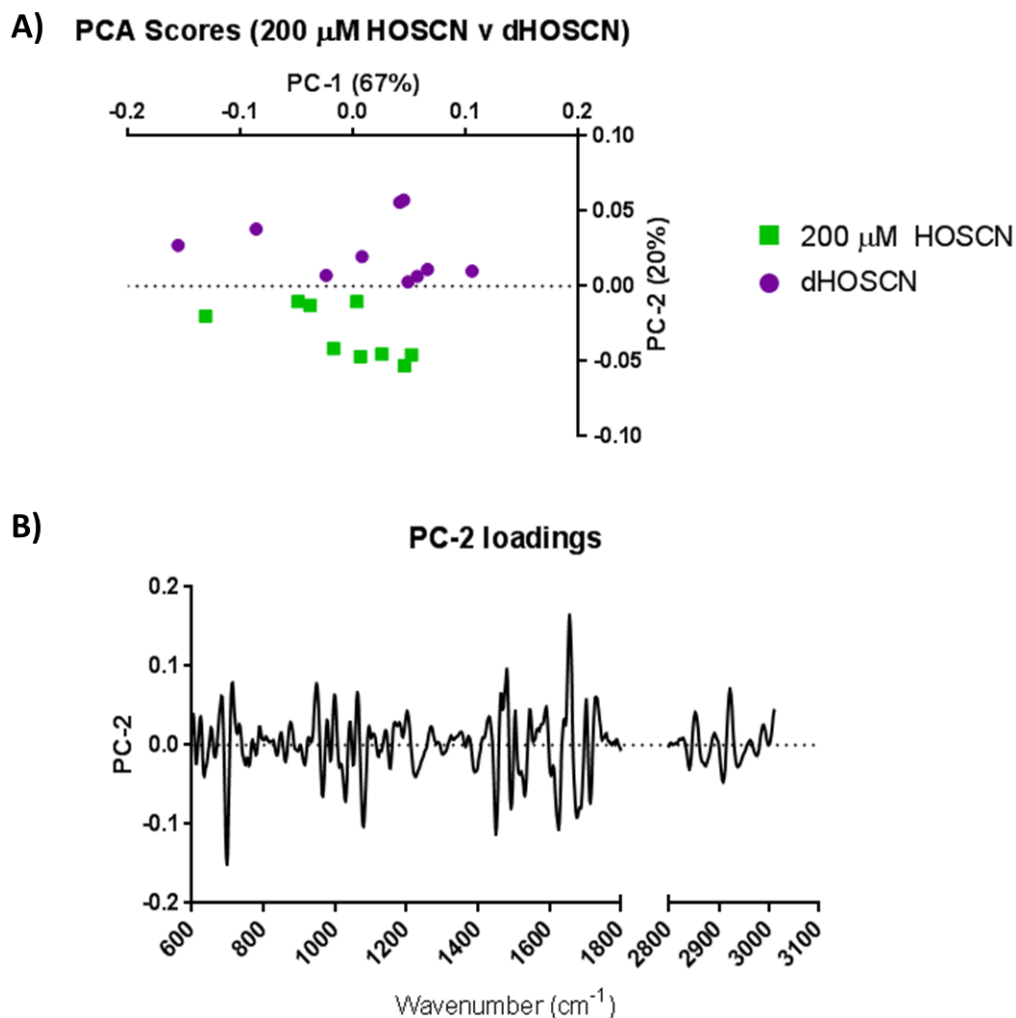 A) PCA Scores (200 µM HOSCN v dHOSCN)
PC-1 (67%)
-0.2 -0.1 0.0 0.1 0.2
0.10
0.05
0.00
-0.05
-0.10
PC-2 (20%)
200 µM HOSCN
dHOSCN
B)
PC-2 loadings
0.2
0.1
0.0
-0.1
-0.2
PC-2
600 800 1000 1200 1400 1600 1800 2800 2900 3000 3100
Wavenumber (cm⁻¹)